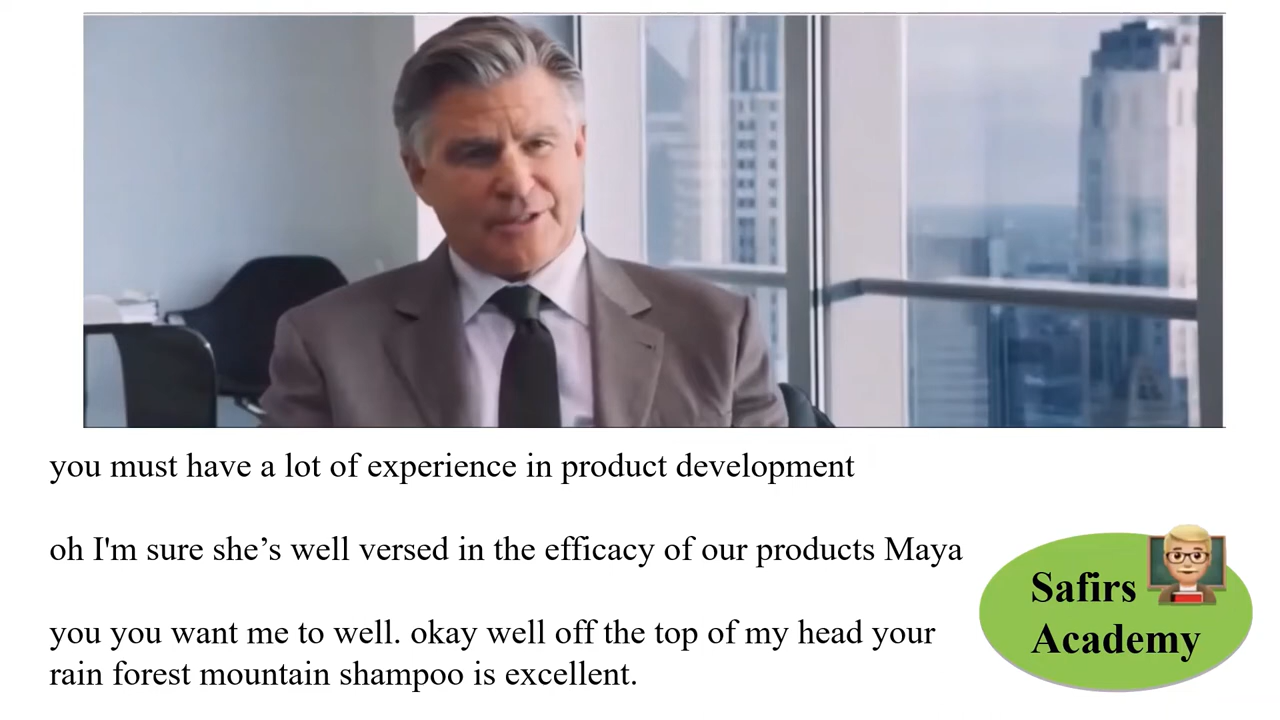 you must have a lot of experience in product development
oh I'm sure she’s well versed in the efficacy of our products Maya
you you want me to well. okay well off the top of my head your
rain forest mountain shampoo is excellent.
Safirs
Academy